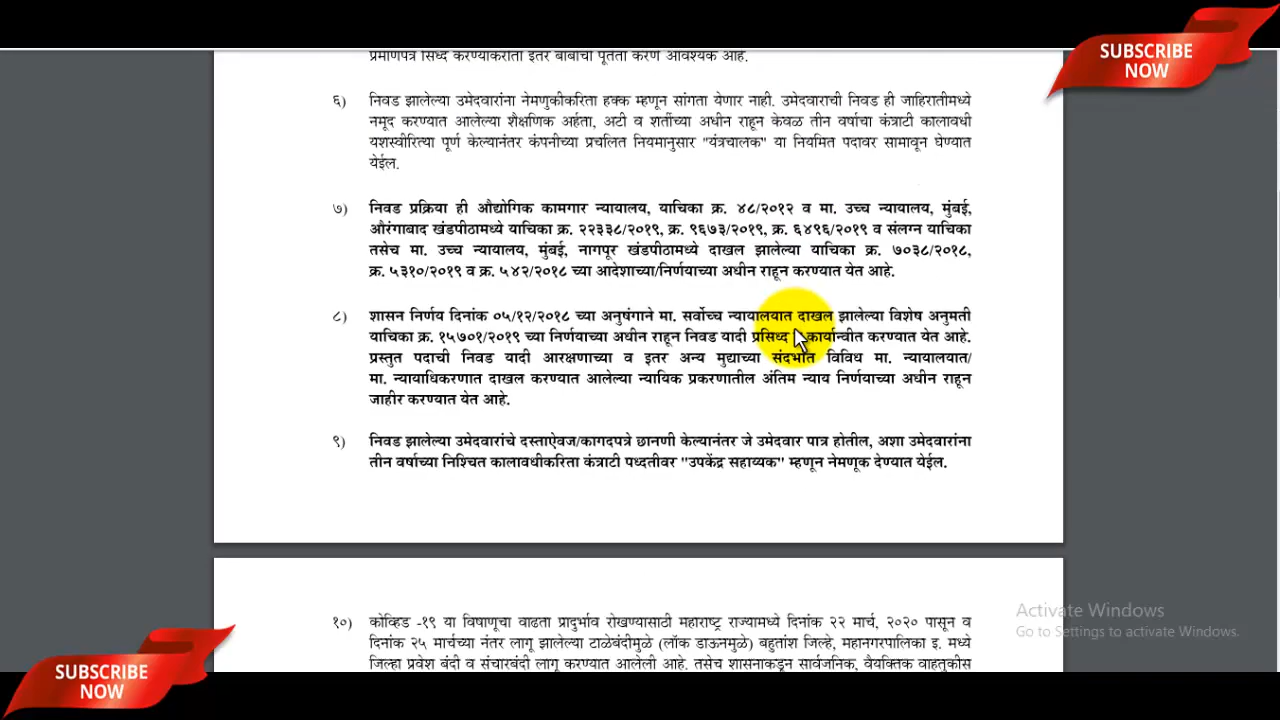 SUBSCRIBE
NOW
प्रमाणपत्र सिध्द करण्याकरीता इतर बाबींची पूर्तता करणे आवश्यक आहे.
६) निवड झालेल्या उमेदवारांना नेमणुकीकरिता हक्क म्हणून सांगता येणार नाही. उमेदवाराची निवड ही जाहिरातीमध्ये
नमूद करण्यात आलेल्या शैक्षणिक अर्हता, अटी व शर्तीच्या अधीन राहून केवळ तीन वर्षाचा कंत्राटी कालावधी
यशस्वीरित्या पूर्ण केल्यानंतर कंपनीच्या प्रचलित नियमानुसार "यंत्रचालक" या नियमित पदावर सामावून घेण्यात
येईल.
७) निवड प्रक्रिया ही औद्योगिक कामगार न्यायालय, याचिका क्र. ४८/२०१२ व मा. उच्च न्यायालय, मुंबई,
औरंगाबाद खंडपीठामध्ये याचिका क्र. २२३३८/२०१९, क्र. ९६७३/२०१९, क्र. ६४९६/२०१९ व संलग्न याचिका
तसेच मा. उच्च न्यायालय, मुंबई, नागपूर खंडपीठामध्ये दाखल झालेल्या याचिका क्र. ७०३८/२०१८,
क्र. ५३१०/२०१९ व क्र. ५४२/२०१८ च्या आदेशाच्या/निर्णयाच्या अधीन राहून करण्यात येत आहे.
८) शासन निर्णय दिनांक ०५/१२/२०१८ च्या अनुषंगाने मा. सर्वोच्च न्यायालयात दाखल झालेल्या विशेष अनुमती
याचिका क्र. १५७०१/२०१९ च्या निर्णयाच्या अधीन राहून निवड यादी प्रसिध्द कार्यान्वीत करण्यात येत आहे.
प्रस्तुत पदाची निवड यादी आरक्षणाच्या व इतर अन्य मुद्याच्या संदर्भात विविध मा. न्यायालयात/
मा. न्यायाधिकरणात दाखल करण्यात आलेल्या न्यायिक प्रकरणातील अंतिम न्याय निर्णयाच्या अधीन राहून
जाहीर करण्यात येत आहे.
९) निवड झालेल्या उमेदवारांचे दस्ताऐवज/कागदपत्रे छानणी केल्यानंतर जे उमेदवार पात्र होतील, अशा उमेदवारांना
तीन वर्षाच्या निश्चित कालावधीकरिता कंत्राटी पध्दतीवर "उपकेंद्र सहाय्यक" म्हणून नेमणूक देण्यात येईल.
१०) कोव्हिड -१९ या विषाणूचा वाढता प्रादुर्भाव रोखण्यासाठी महाराष्ट्र राज्यामध्ये दिनांक २२ मार्च, २०२० पासून व
दिनांक २५ मार्चच्या नंतर लागू झालेल्या टाळेबंदीमुळे (लॉक डाऊनमुळे) बहुतांश जिल्हे, महानगरपालिका इ. मध्ये
जिल्हा प्रवेश बंदी व संचारबंदी लागू करण्यात आलेली आहे. तसेच शासनाकडून सार्वजनिक, वैयक्तिक वाहतुकीस
Activate Windows
Go to Settings to activate Windows.
SUBSCRIBE
NOW